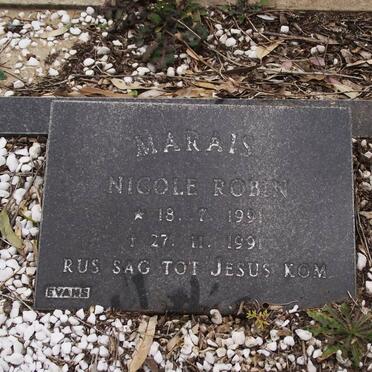 MARAIS
NICOLE ROBIN
* 18. 7. 1991
† 27. 11. 1991
RUS SAG TOT JESUS KOM
EVANS